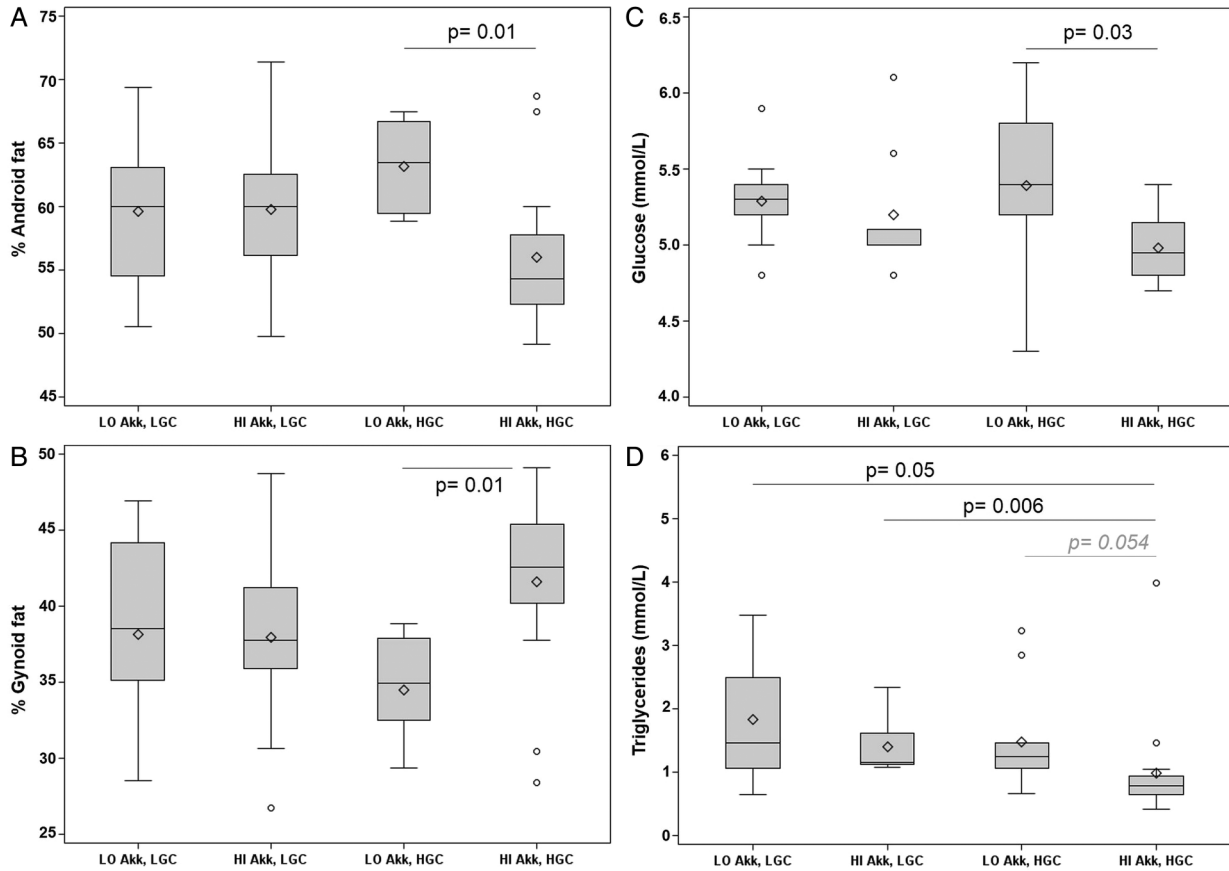 A
% Android fat
75
70
65
60
55
50
45
p= 0.01
LO Akk, LGC
HI Akk, LGC
LO Akk, HGC
HI Akk, HGC
C
Glucose (mmol/L)
6.5
6.0
5.5
5.0
4.5
4.0
p= 0.03
LO Akk, LGC
HI Akk, LGC
LO Akk, HGC
HI Akk, HGC
B
% Gynoid fat
50
45
40
35
30
25
p= 0.01
LO Akk, LGC
HI Akk, LGC
LO Akk, HGC
HI Akk, HGC
D
Triglycerides (mmol/L)
6
5
4
3
2
1
0
p= 0.05
p= 0.006
p= 0.054
LO Akk, LGC
HI Akk, LGC
LO Akk, HGC
HI Akk, HGC